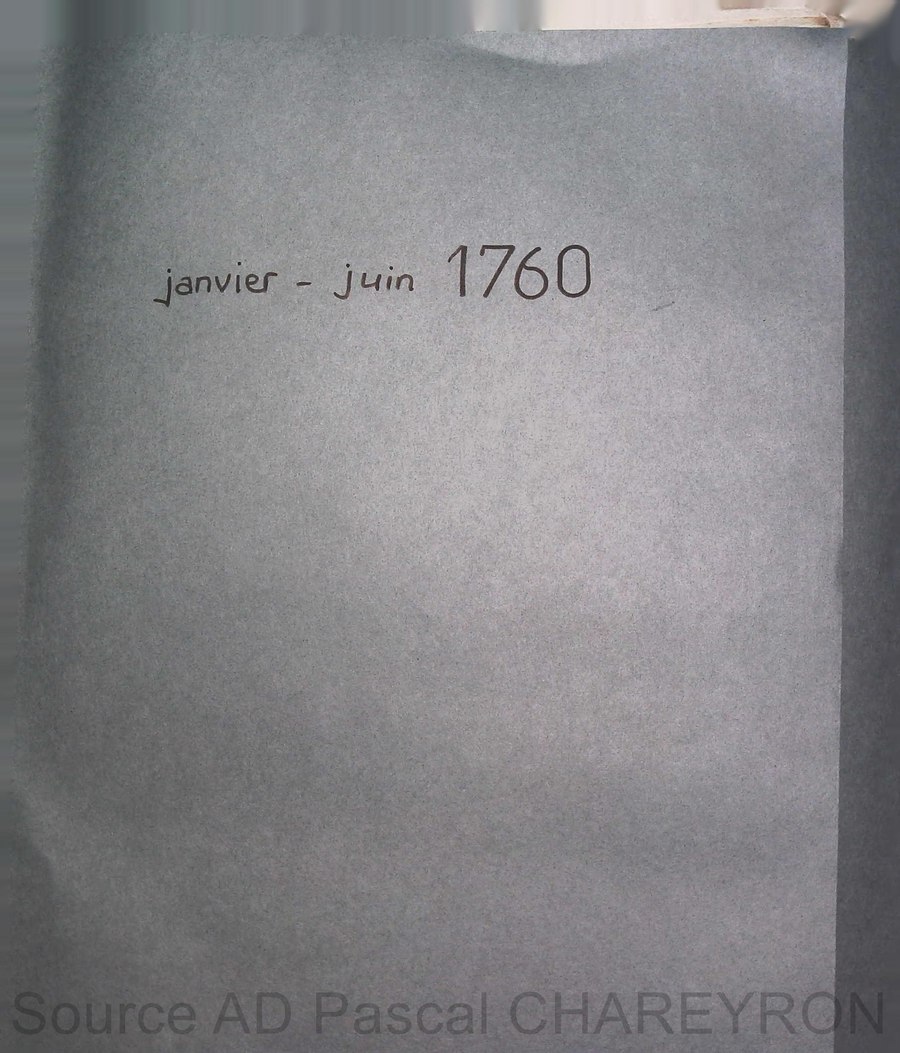 janvier - juin 1760
Source AD Pascal CHAREYRON